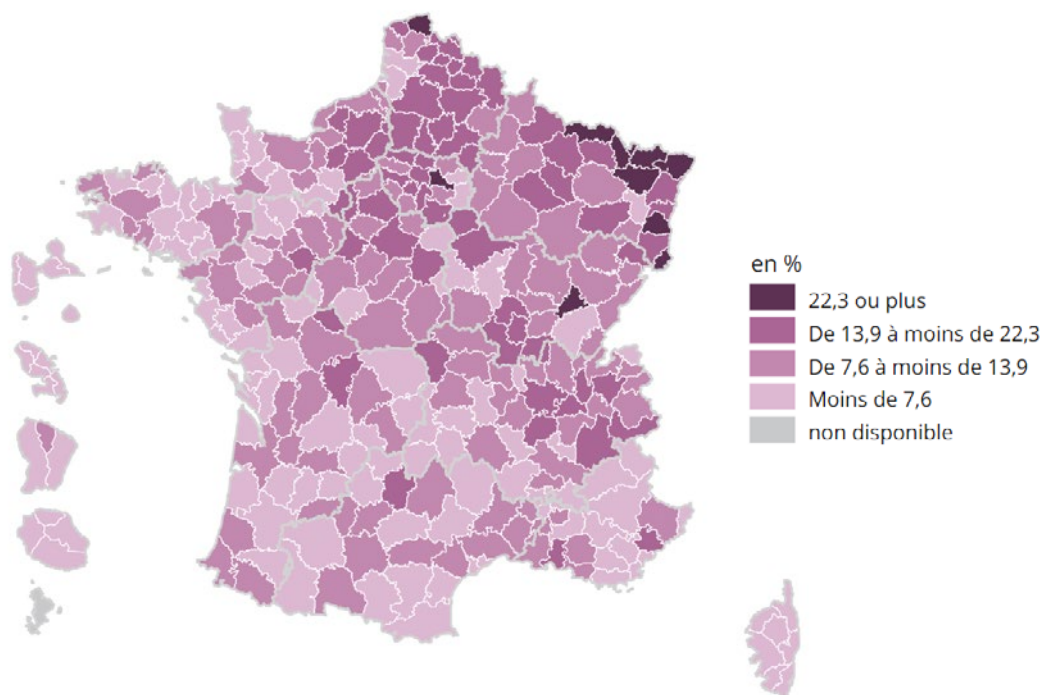 en %
22,3 ou plus
De 13,9 à moins de 22,3
De 7,6 à moins de 13,9
Moins de 7,6
non disponible